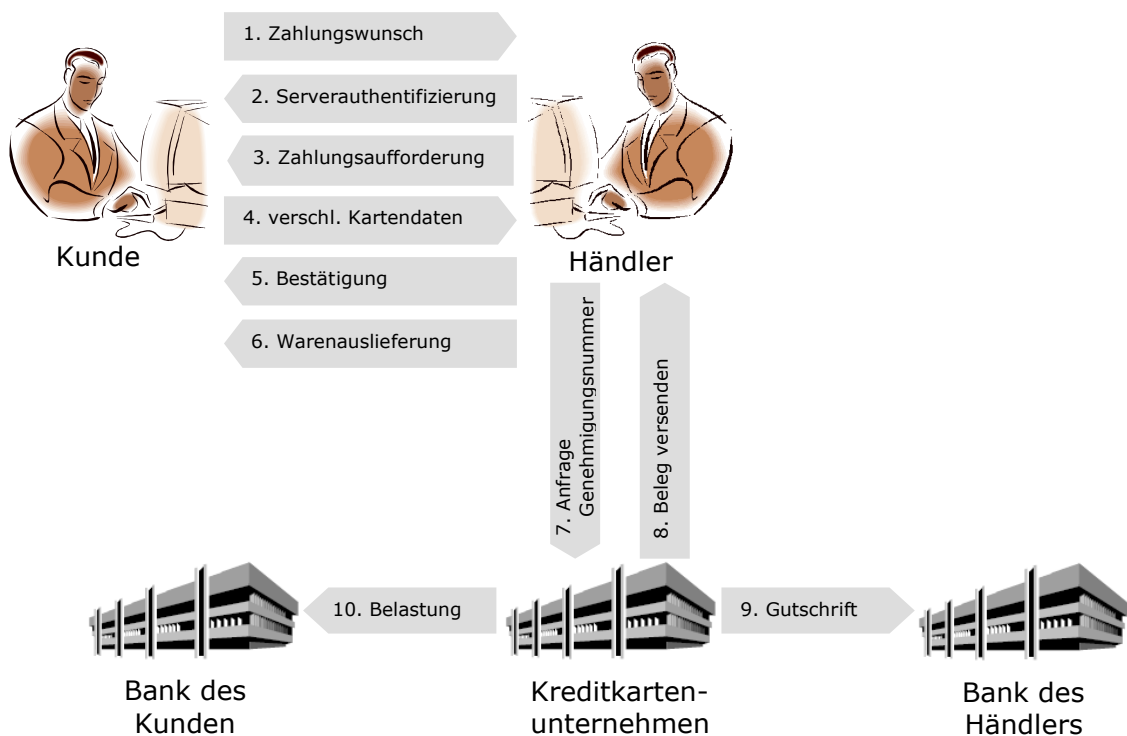 1. Zahlungswunsch
2. Serverauthentifizierung
3. Zahlungsaufforderung
4. verschl. Kartendaten
Kunde
Händler
5. Bestätigung
6. Warenauslieferung
7. Anfrage
Genehmigungsnummer
8. Beleg versenden
10. Belastung
9. Gutschrift
Bank des
Kunden
Kreditkarten-
unternehmen
Bank des
Händlers